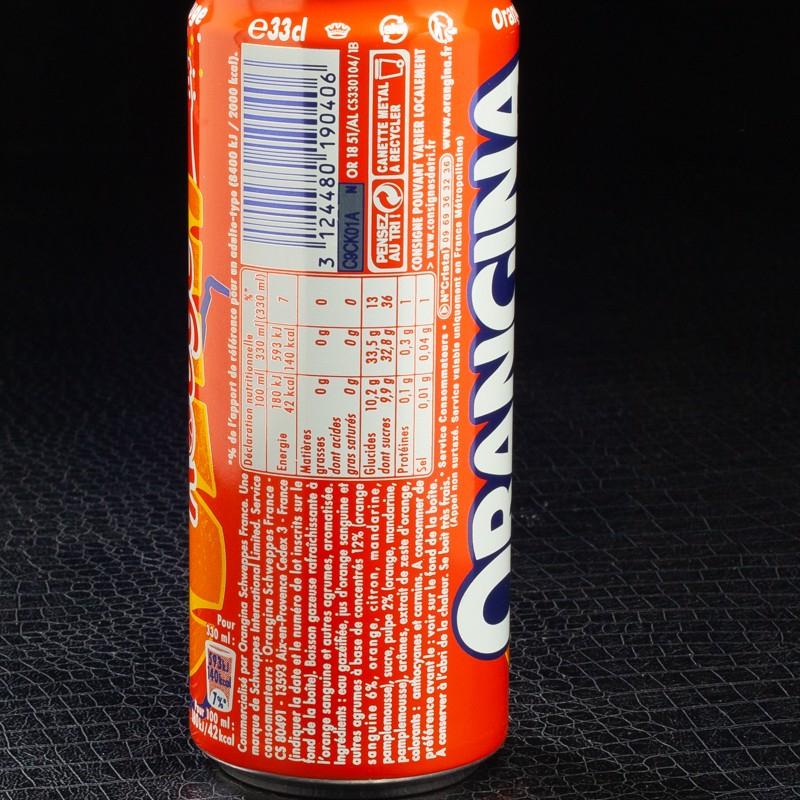 ℮33cl
3 124480 190406
C9CK01A N
OR 18 51/AL CS330104/1B
PENSEZ
AU TRI !
CANETTE METAL
A RECYCLER
CONSIGNE POUVANT VARIER LOCALEMENT
> www.consignesdetri.fr
www.orangina.fr
ORANGINA
*% de l'apport de référence pour un adulte-type (8400 kJ / 2000 kcal).
Déclaration nutritionnelle %*
100 ml 330 ml (330 ml)
Energie 180 kJ 593 kJ 7
42 kcal 140 kcal
Matières
grasses 0 g 0 g 0
dont acides
gras saturés 0 g 0 g 0
Glucides 10,2 g 33,5 g 13
dont sucres 9,9 g 32,8 g 36
Protéines 0,1 g 0,3 g 1
Sel 0,01 g 0,04 g 1
Commercialisé par Orangina Schweppes France. Une
marque de Schweppes International Limited. Service
consommateurs : Orangina Schweppes France -
CS 80491 - 13593 Aix-en-Provence Cedex 3 - France
(indiquer la date et le numéro de lot inscrits sur le
fond de la boîte). Boisson gazeuse rafraîchissante à
l'orange sanguine et autres agrumes, aromatisée.
Ingrédients : eau gazéifiée, jus d'orange sanguine et
autres agrumes à base de concentrés 12% (orange
sanguine 6%, orange, citron, mandarine,
pamplemousse), sucre, pulpe 2% (orange, mandarine,
pamplemousse), arômes, extrait de zeste d'orange,
colorants : anthocyanes et carmins. A consommer de
préférence avant le : voir sur le fond de la boîte.
A conserver à l'abri de la chaleur. Se boit très frais.
• Service Consommateurs • N°Cristal 09 69 36 32 36
(Appel non surtaxé. Service valable uniquement en France Métropolitaine)
Pour
330 ml :
593kJ
140kcal
7%*
Pour 100 ml :
180kJ/42kcal